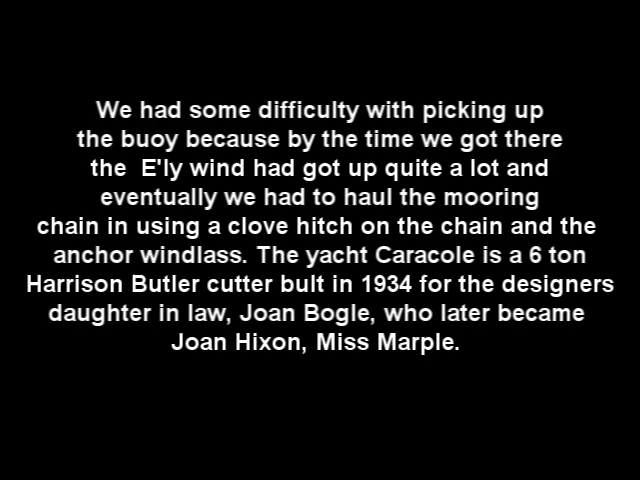 We had some difficulty with picking up
the buoy because by the time we got there
the  E'ly wind had got up quite a lot and
eventually we had to haul the mooring
chain in using a clove hitch on the chain and the
anchor windlass. The yacht Caracole is a 6 ton
Harrison Butler cutter bult in 1934 for the designers
daughter in law, Joan Bogle, who later became
Joan Hixon, Miss Marple.